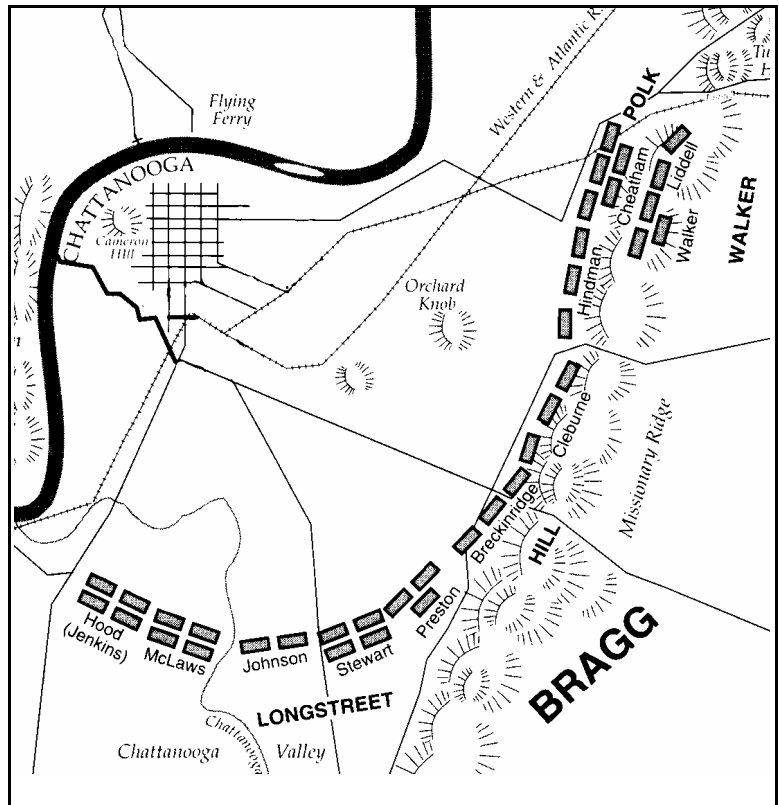 Flying
Ferry
Western & Atlantic R
CHATTANOOGA
Cameron
Hill
Orchard
Knob
POLK
Cheatham
Liddell
Walker
WALKER
Hindman
Cleburne
Missionary Ridge
Breckinridge
HILL
Preston
BRAGG
Hood
(Jenkins)
McLaws
Johnson
Stewart
LONGSTREET
Chattanooga
Valley
Chattanooga